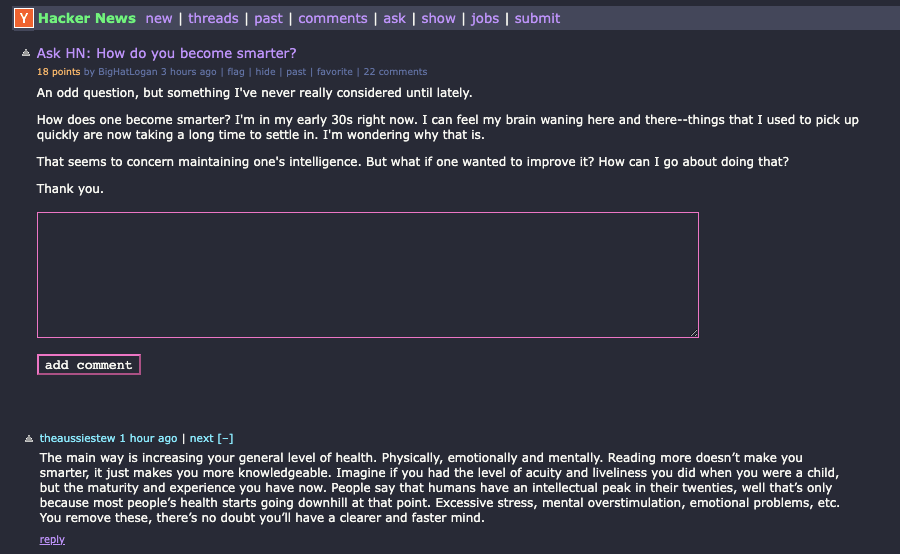 Y Hacker News new | threads | past | comments | ask | show | jobs | submit
Ask HN: How do you become smarter?
18 points by BigHatLogan 3 hours ago | flag | hide | past | favorite | 22 comments
An odd question, but something I've never really considered until lately.
How does one become smarter? I'm in my early 30s right now. I can feel my brain waning here and there--things that I used to pick up
quickly are now taking a long time to settle in. I'm wondering why that is.
That seems to concern maintaining one's intelligence. But what if one wanted to improve it? How can I go about doing that?
Thank you.
add comment
theaussiestew 1 hour ago | next [–]
The main way is increasing your general level of health. Physically, emotionally and mentally. Reading more doesn’t make you
smarter, it just makes you more knowledgeable. Imagine if you had the level of acuity and liveliness you did when you were a child,
but the maturity and experience you have now. People say that humans have an intellectual peak in their twenties, well that’s only
because most people’s health starts going downhill at that point. Excessive stress, mental overstimulation, emotional problems, etc.
You remove these, there’s no doubt you’ll have a clearer and faster mind.
reply